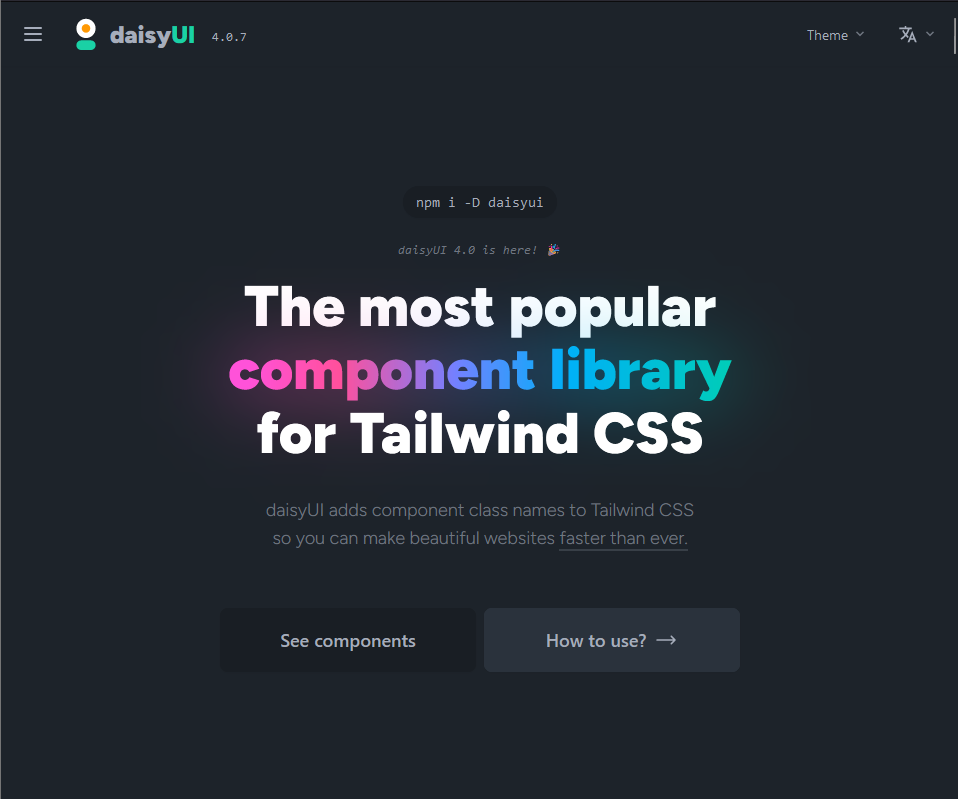 daisyUI 4.0.7
Theme
npm i -D daisyui
daisyUI 4.0 is here! 🎉
The most popular
component library
for Tailwind CSS
daisyUI adds component class names to Tailwind CSS
so you can make beautiful websites faster than ever.
See components
How to use? →